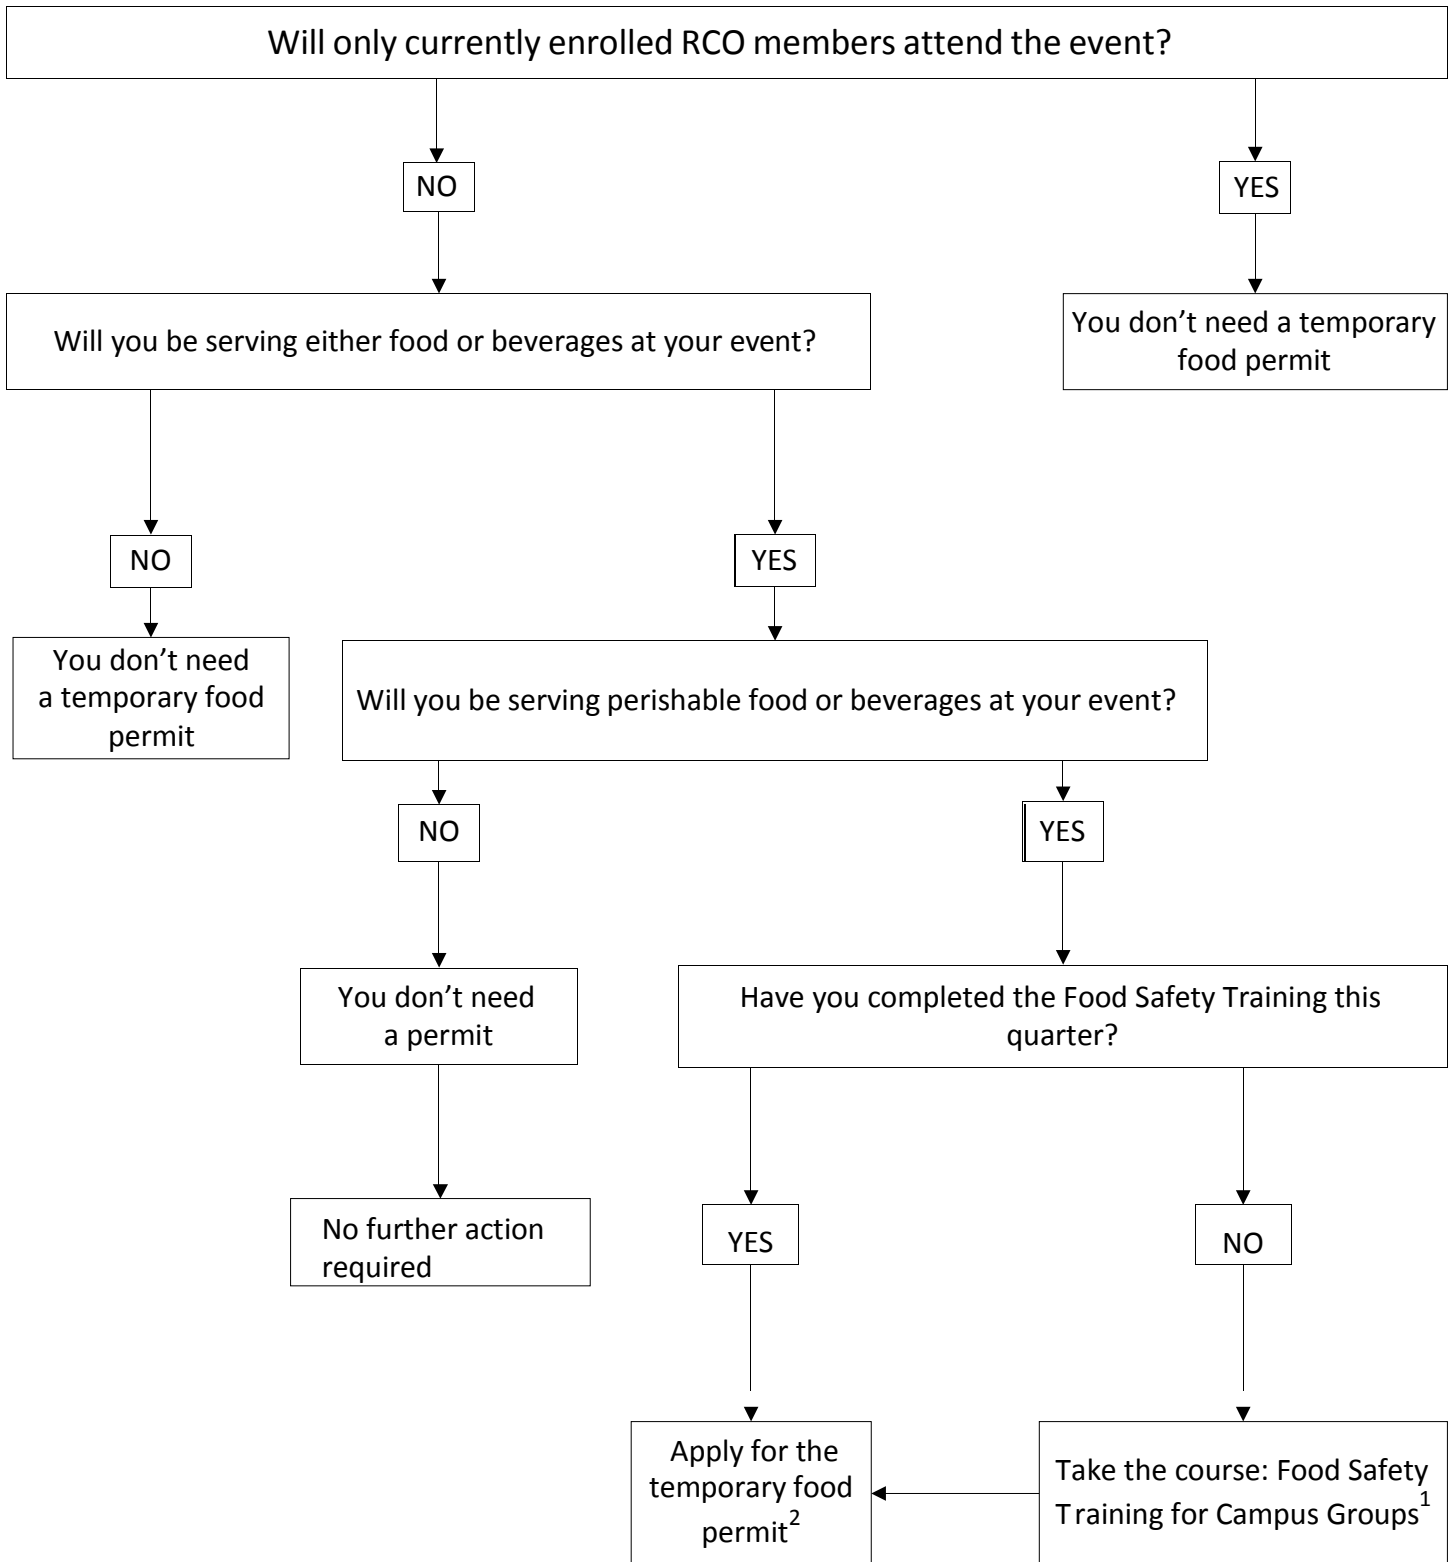 Will only currently enrolled RCO members attend the event?
NO
YES
Will you be serving either food or beverages at your event?
You don’t need a temporary
food permit
NO
YES
You don’t need
a temporary food
permit
Will you be serving perishable food or beverages at your event?
NO
YES
You don’t need
a permit
Have you completed the Food Safety Training this
quarter?
No further action
required
YES
NO
Apply for the
temporary food
permit2
Take the course: Food Safety
Training for Campus Groups1